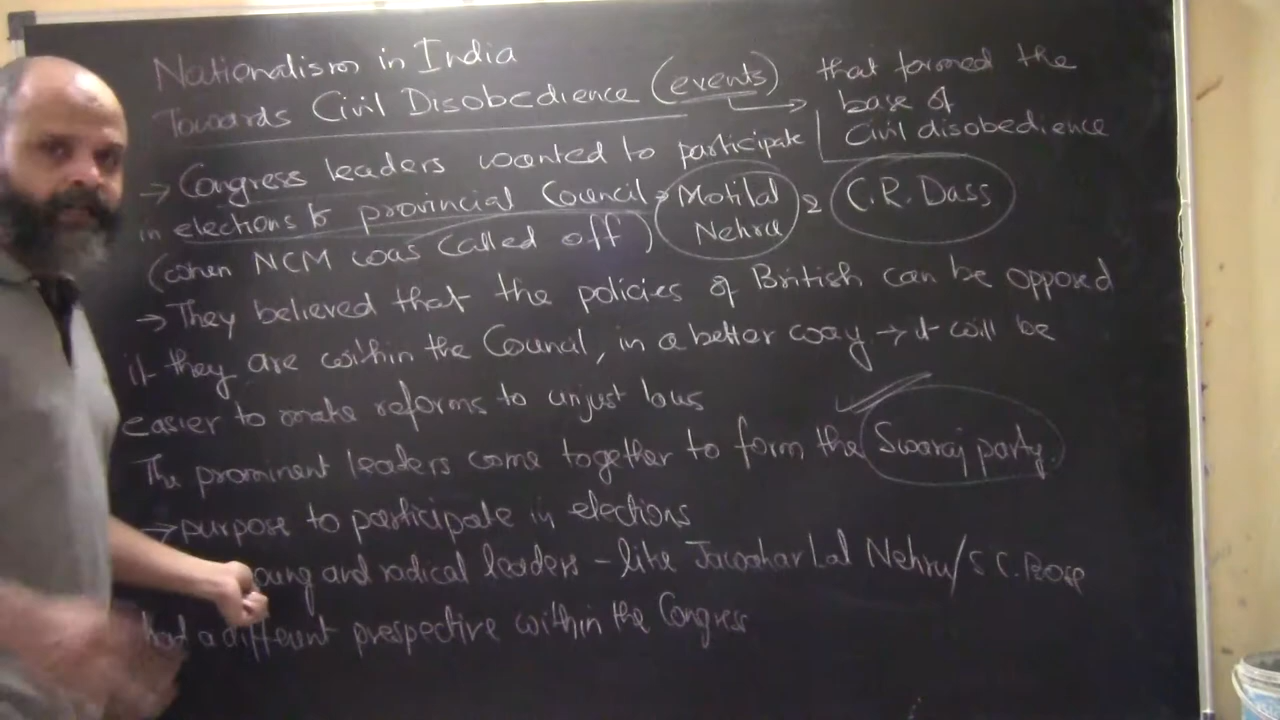 Nationalism in India
Towards Civil Disobedience (events) → that formed the
base of
Civil disobedience
→ Congress leaders wanted to participate
in elections to provincial Council → Motilal Nehru & C.R. Dass
(when NCM was called off)
→ They believed that the policies of British can be opposed
if they are within the Council, in a better way → it will be
easier to make reforms to unjust laws
The prominent leaders come together to form the Swaraj party.
→ purpose to participate in elections
oung and radical leaders - like Jawahar Lal Nehru/S C. Bose
had a different prespective within the Congress